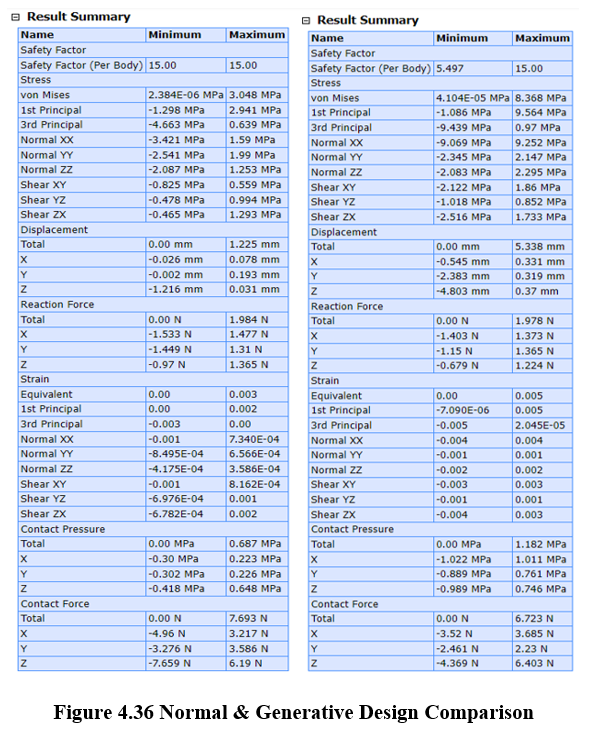 Result Summary
Name Minimum Maximum
Safety Factor
Safety Factor (Per Body) 15.00 15.00
Stress
von Mises 2.384E-06 MPa 3.048 MPa
1st Principal -1.298 MPa 2.941 MPa
3rd Principal -4.663 MPa 0.639 MPa
Normal XX -3.421 MPa 1.59 MPa
Normal YY -2.541 MPa 1.99 MPa
Normal ZZ -2.087 MPa 1.253 MPa
Shear XY -0.825 MPa 0.559 MPa
Shear YZ -0.478 MPa 0.994 MPa
Shear ZX -0.465 MPa 1.293 MPa
Displacement
Total 0.00 mm 1.225 mm
X -0.026 mm 0.078 mm
Y -0.002 mm 0.193 mm
Z -1.216 mm 0.031 mm
Reaction Force
Total 0.00 N 1.984 N
X -1.533 N 1.477 N
Y -1.449 N 1.31 N
Z -0.97 N 1.365 N
Strain
Equivalent 0.00 0.003
1st Principal 0.00 0.002
3rd Principal -0.003 0.00
Normal XX -0.001 7.340E-04
Normal YY -8.495E-04 6.566E-04
Normal ZZ -4.175E-04 3.586E-04
Shear XY -0.001 8.162E-04
Shear YZ -6.976E-04 0.001
Shear ZX -6.782E-04 0.002
Contact Pressure
Total 0.00 MPa 0.687 MPa
X -0.30 MPa 0.223 MPa
Y -0.302 MPa 0.226 MPa
Z -0.418 MPa 0.648 MPa
Contact Force
Total 0.00 N 7.693 N
X -4.96 N 3.217 N
Y -3.276 N 3.586 N
Z -7.659 N 6.19 N
Result Summary
Name Minimum Maximum
Safety Factor
Safety Factor (Per Body) 5.497 15.00
Stress
von Mises 4.104E-05 MPa 8.368 MPa
1st Principal -1.086 MPa 9.564 MPa
3rd Principal -9.439 MPa 0.97 MPa
Normal XX -9.069 MPa 9.252 MPa
Normal YY -2.345 MPa 2.147 MPa
Normal ZZ -2.083 MPa 2.295 MPa
Shear XY -2.122 MPa 1.86 MPa
Shear YZ -1.018 MPa 0.852 MPa
Shear ZX -2.516 MPa 1.733 MPa
Displacement
Total 0.00 mm 5.338 mm
X -0.545 mm 0.331 mm
Y -2.383 mm 0.319 mm
Z -4.803 mm 0.37 mm
Reaction Force
Total 0.00 N 1.978 N
X -1.403 N 1.373 N
Y -1.15 N 1.365 N
Z -0.679 N 1.224 N
Strain
Equivalent 0.00 0.005
1st Principal -7.090E-06 0.005
3rd Principal -0.005 2.045E-05
Normal XX -0.004 0.004
Normal YY -0.001 0.001
Normal ZZ -0.002 0.002
Shear XY -0.003 0.003
Shear YZ -0.001 0.001
Shear ZX -0.004 0.003
Contact Pressure
Total 0.00 MPa 1.182 MPa
X -1.022 MPa 1.011 MPa
Y -0.889 MPa 0.761 MPa
Z -0.989 MPa 0.746 MPa
Contact Force
Total 0.00 N 6.723 N
X -3.52 N 3.685 N
Y -2.461 N 2.23 N
Z -4.369 N 6.403 N
Figure 4.36 Normal & Generative Design Comparison